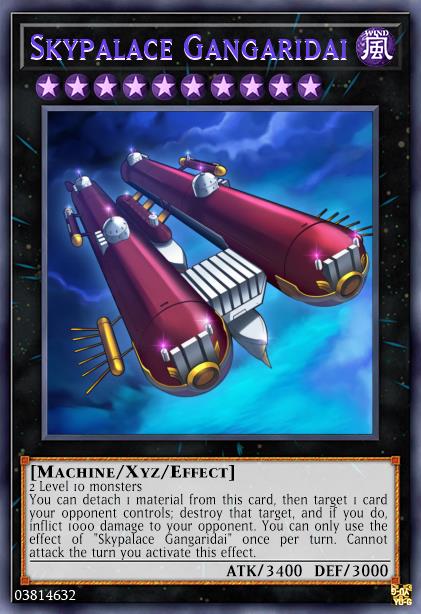 SKYPALACE GANGARIDAI
WIND
風
[MACHINE/XYZ/EFFECT]
2 Level 10 monsters
You can detach 1 material from this card, then target 1 card
your opponent controls; destroy that target, and if you do,
inflict 1000 damage to your opponent. You can only use the
effect of "Skypalace Gangaridai" once per turn. Cannot
attack the turn you activate this effect.
ATK/3400 DEF/3000
03814632